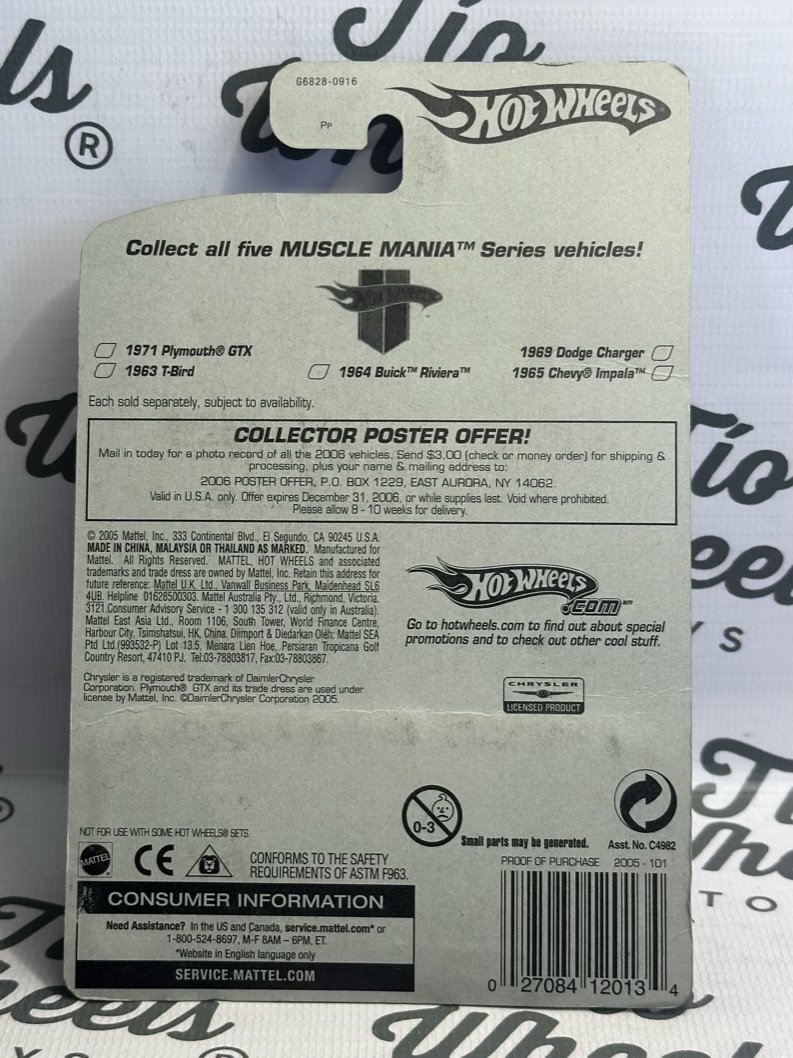 Tío
Wheels
®
G6828-0916
Pp
HOT WHEELS
Collect all five MUSCLE MANIA™ Series vehicles!
Hot Wheels
1971 Plymouth® GTX
1969 Dodge Charger
1963 T-Bird
1964 Buick™ Riviera™
1965 Chevy® Impala™
Each sold separately, subject to availability.
COLLECTOR POSTER OFFER!
Mail in today for a photo record of all the 2006 vehicles. Send $3.00 (check or money order) for shipping &
processing, plus your name & mailing address to:
2006 POSTER OFFER, P.O. BOX 1229, EAST AURORA, NY 14062.
Valid in U.S.A. only. Offer expires December 31, 2006, or while supplies last. Void where prohibited.
Please allow 8 - 10 weeks for delivery.
© 2005 Mattel, Inc., 333 Continental Blvd., El Segundo, CA 90245 U.S.A.
MADE IN CHINA, MALAYSIA OR THAILAND AS MARKED. Manufactured for
Mattel. All Rights Reserved. MATTEL, HOT WHEELS and associated
trademarks and trade dress are owned by Mattel, Inc. Retain this address for
future reference: Mattel U.K. Ltd., Vanwall Business Park, Maidenhead SL6
4UB. Helpline 01628500303. Mattel Australia Pty., Ltd., Richmond, Victoria.
3121.Consumer Advisory Service - 1 300 135 312 (valid only in Australia).
Mattel East Asia Ltd., Room 1106, South Tower, World Finance Centre,
Harbour City, Tsimshatsui, HK, China. Diimport & Diedarkan Oleh: Mattel SEA
Ptd Ltd.(993532-P) Lot 13.5, Menara Lien Hoe, Persiaran Tropicana Golf
Country Resort, 47410 PJ. Tel:03-78803817, Fax:03-78803867.
Chrysler is a registered trademark of DaimlerChrysler
Corporation. Plymouth® GTX and its trade dress are used under
license by Mattel, Inc. ©DaimlerChrysler Corporation 2005.
HOT WHEELS
.COM℠
Go to hotwheels.com to find out about special
promotions and to check out other cool stuff.
CHRYSLER
LICENSED PRODUCT
0-3
Small parts may be generated.
Asst. No. C4982
NOT FOR USE WITH SOME HOT WHEELS® SETS.
MATTEL
CE
CONFORMS TO THE SAFETY
REQUIREMENTS OF ASTM F963.
PROOF OF PURCHASE 2005 - 101
CONSUMER INFORMATION
Need Assistance? In the US and Canada, service.mattel.com* or
1-800-524-8697, M-F 8AM – 6PM, ET.
*Website in English language only
SERVICE.MATTEL.COM
0 27084 12013 4